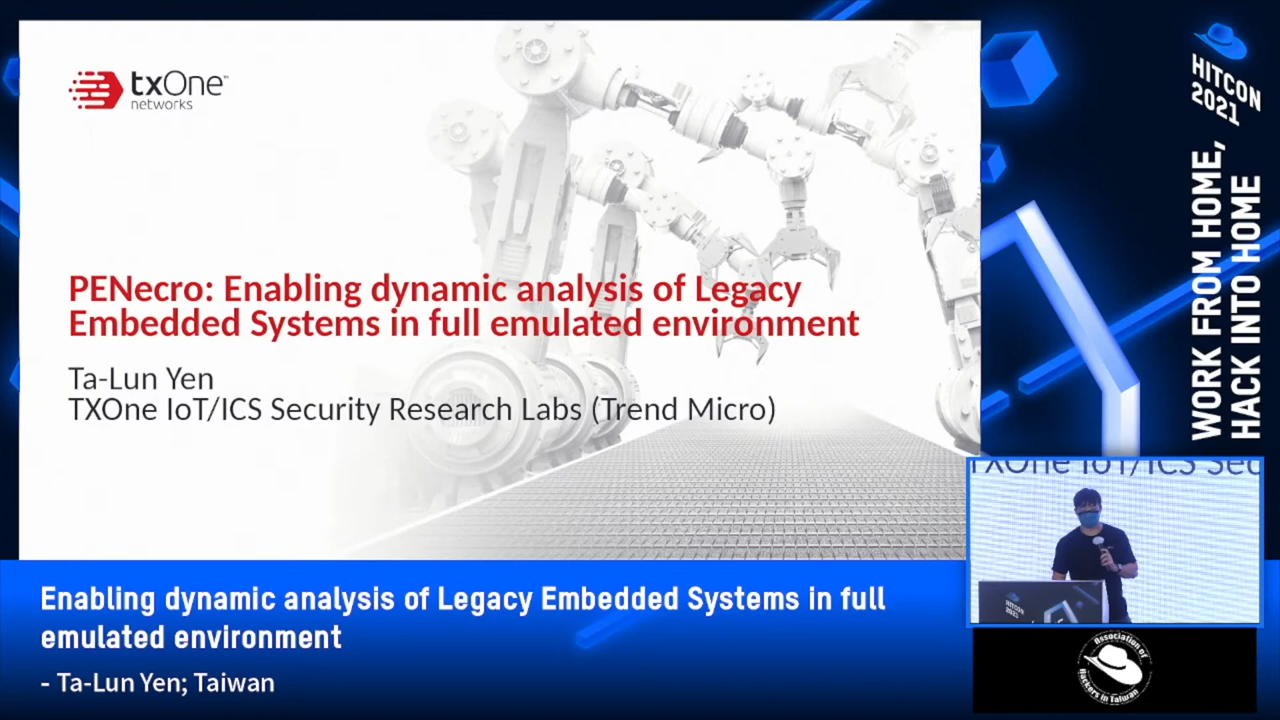 txOne
networks
PENecro: Enabling dynamic analysis of Legacy
Embedded Systems in full emulated environment
Ta-Lun Yen
TXOne IoT/ICS Security Research Labs (Trend Micro)
HITCON
2021
WORK FROM HOME,
HACK INTO HOME
TXOne IoT/ICS Sec
HITCON
2021
Enabling dynamic analysis of Legacy Embedded Systems in full
emulated environment
- Ta-Lun Yen; Taiwan
Association of
Hackers in Taiwan